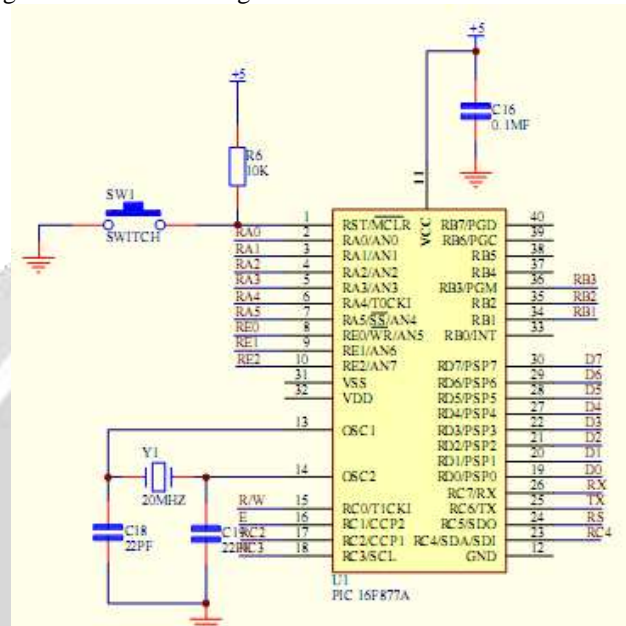 +5
C16
0.1MF
+5
R6
10K
11
SW1
SWITCH
1 RST/MCLR VCC RB7/PGD 40
RA0 2 RA0/AN0 RB6/PGC 39
RA1 3 RA1/AN1 RB5 38
RA2 4 RA2/AN2 RB4 37
RA3 5 RA3/AN3 RB3/PGM 36 RB3
RA4 6 RA4/T0CKI RB2 35 RB2
RA5 7 RA5/SS/AN4 RB1 34 RB1
RE0 8 RE0/WR/AN5 RB0/INT 33
RE1 9 RE1/AN6
RE2 10 RE2/AN7 RD7/PSP7 30 D7
31 VSS RD6/PSP6 29 D6
32 VDD RD5/PSP5 28 D5
RD4/PSP4 27 D4
13 OSC1 RD3/PSP3 22 D3
RD2/PSP2 21 D2
Y1 RD1/PSP1 20 D1
14 OSC2 RD0/PSP0 19 D0
20MHZ RC7/RX 26 RX
R/W 15 RC0/T1CKI RC6/TX 25 TX
E 16 RC1/CCP2 RC5/SDO 24 RS
C18 RC2 17 RC2/CCP1 RC4/SDA/SDI 23 RC4
22PF RC3 18 RC3/SCL GND 12
U1
PIC 16F877A